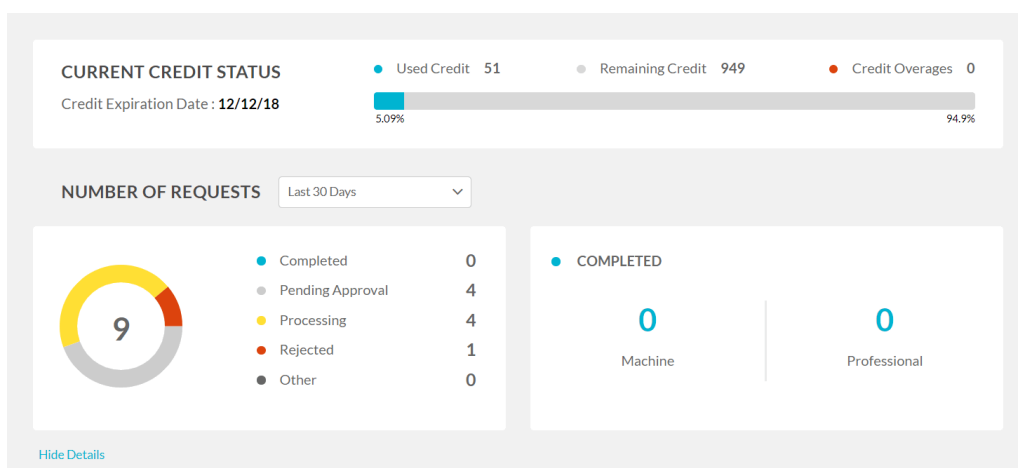 CURRENT CREDIT STATUS
Credit Expiration Date : 12/12/18
Used Credit 51
Remaining Credit 949
Credit Overages 0
5.09%
94.9%
NUMBER OF REQUESTS
Last 30 Days
9
Completed 0
Pending Approval 4
Processing 4
Rejected 1
Other 0
COMPLETED
0
Machine
0
Professional
Hide Details